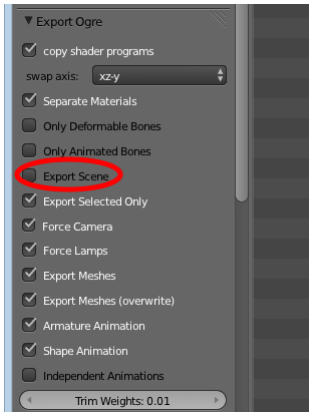 Export Ogre
copy shader programs
swap axis: xz-y
Separate Materials
Only Deformable Bones
Only Animated Bones
Export Scene
Export Selected Only
Force Camera
Force Lamps
Export Meshes
Export Meshes (overwrite)
Armature Animation
Shape Animation
Independent Animations
Trim Weights: 0.01